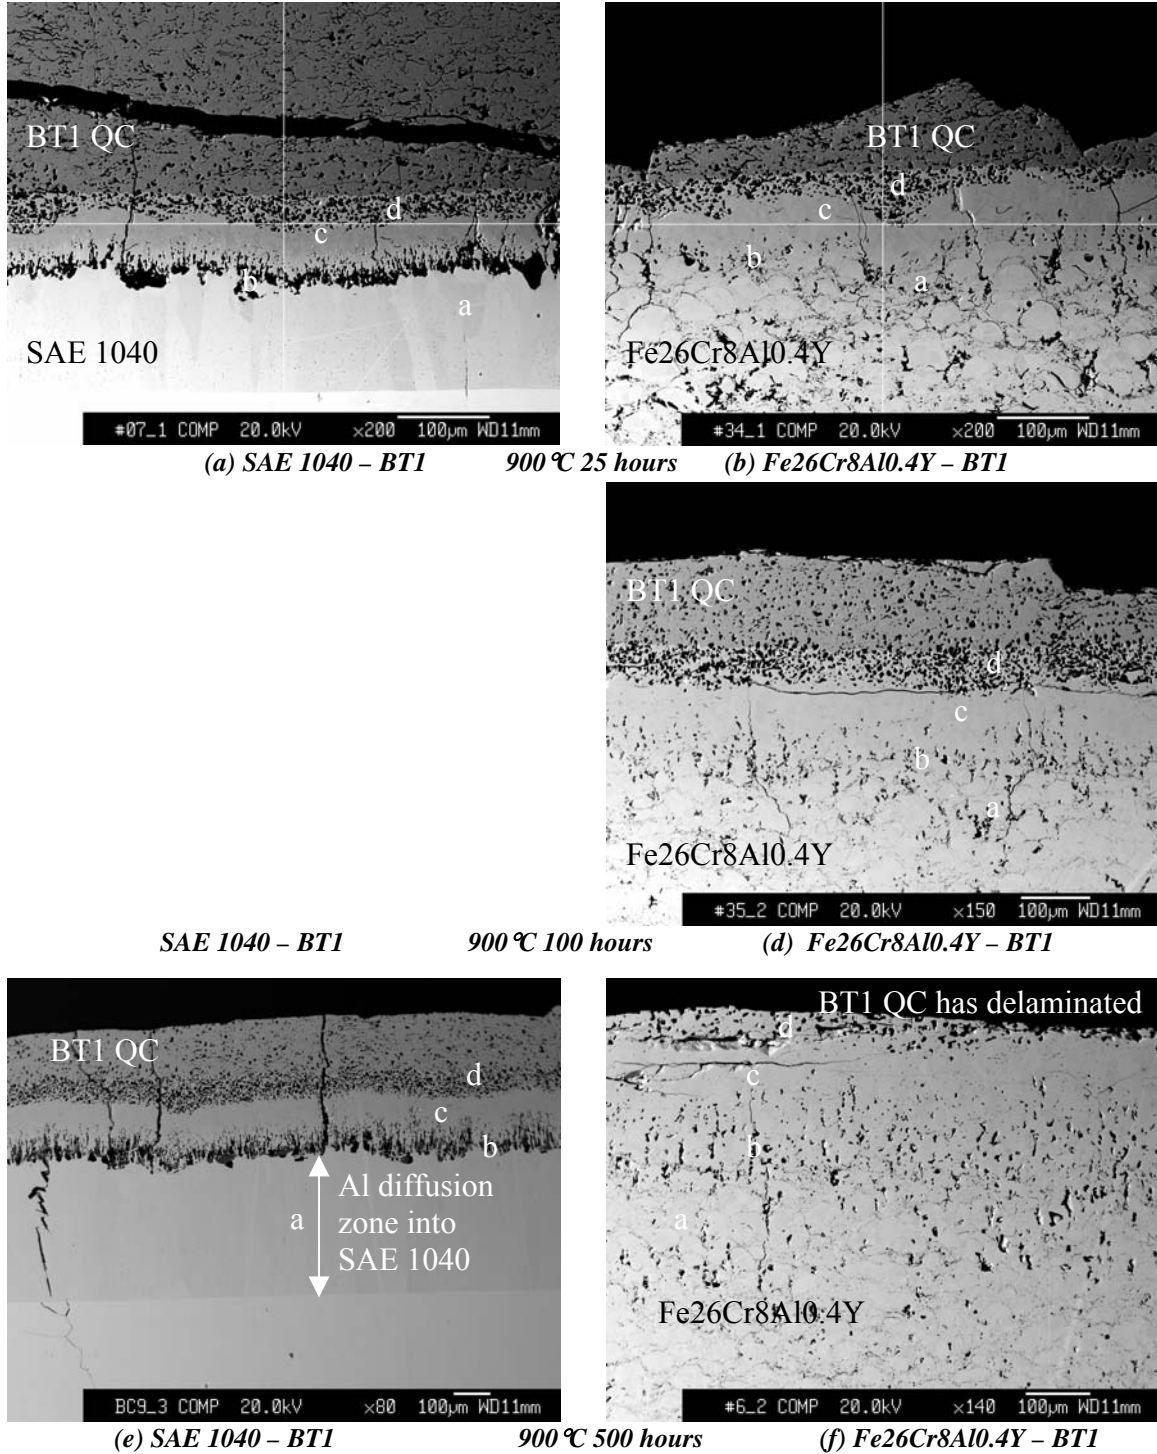 BT1 QC
d
c
b
a
SAE 1040
#07_1 COMP 20.0kV ×200 100µm WD11mm
BT1 QC
d
c
b
a
Fe26Cr8Al0.4Y
#34_1 COMP 20.0kV ×200 100µm WD11mm
(a) SAE 1040 – BT1 900°C 25 hours (b) Fe26Cr8Al0.4Y – BT1
BT1 QC
d
c
b
a
Fe26Cr8Al0.4Y
#35_2 COMP 20.0kV ×150 100µm WD11mm
SAE 1040 – BT1 900°C 100 hours (d) Fe26Cr8Al0.4Y – BT1
BT1 QC
d
c
b
Al diffusion
a zone into
SAE 1040
BC9_3 COMP 20.0kV ×80 100µm WD11mm
BT1 QC has delaminated
d
c
b
a
Fe26Cr8Al0.4Y
#6_2 COMP 20.0kV ×140 100µm WD11mm
(e) SAE 1040 – BT1 900°C 500 hours (f) Fe26Cr8Al0.4Y – BT1